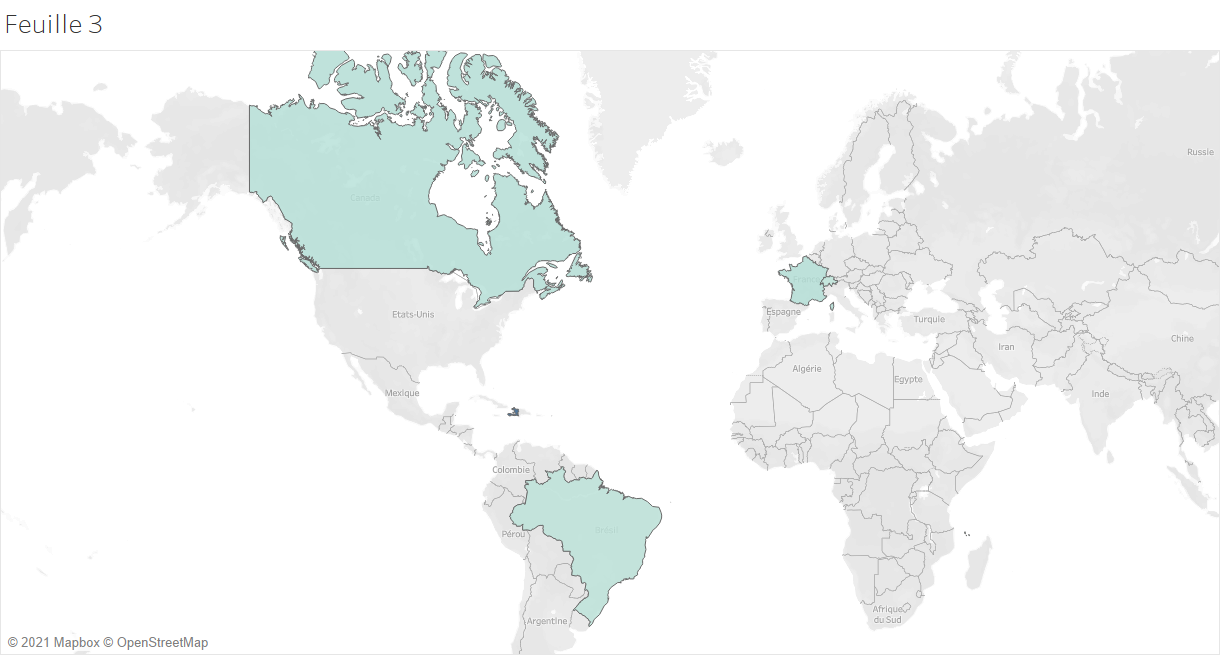 Feuille 3
Russie
Canada
France
Etats-Unis
Espagne
Turquie
Chine
Iran
Algérie
Egypte
Inde
Mexique
Colombie
Brésil
Pérou
Afrique
du Sud
Argentine
© 2021 Mapbox © OpenStreetMap